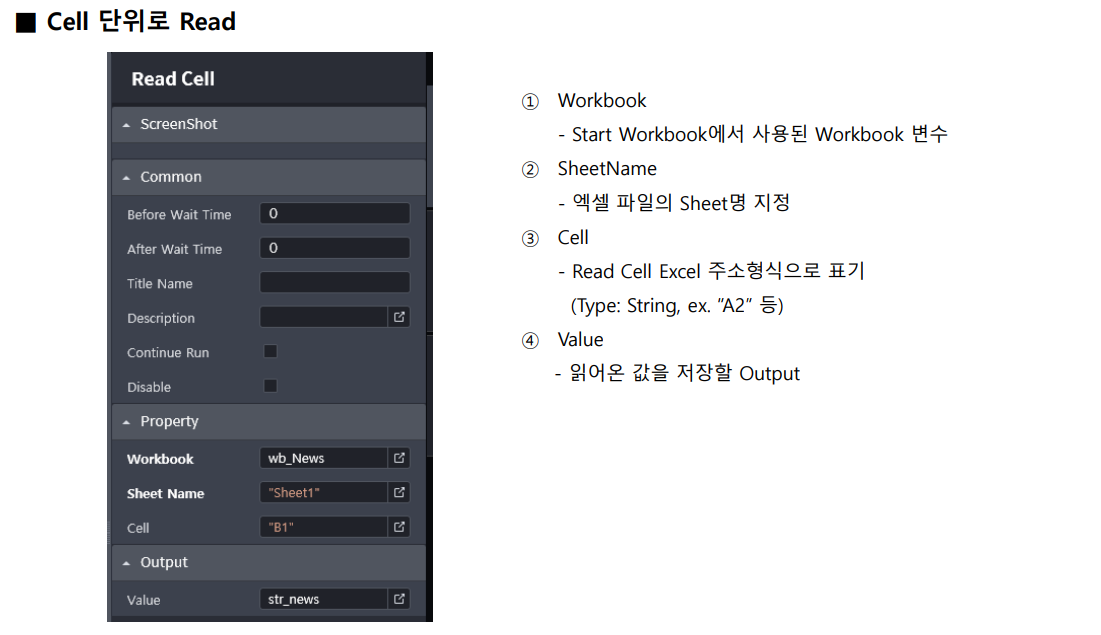 ■ Cell 단위로 Read
Read Cell
ScreenShot
Common
Before Wait Time 0
After Wait Time 0
Title Name
Description
Continue Run
Disable
Property
Workbook wb_News
Sheet Name "Sheet1"
Cell "B1"
Output
Value str_news
① Workbook
- Start Workbook에서 사용된 Workbook 변수
② SheetName
- 엑셀 파일의 Sheet명 지정
③ Cell
- Read Cell Excel 주소형식으로 표기
(Type: String, ex. "A2" 등)
④ Value
- 읽어온 값을 저장할 Output